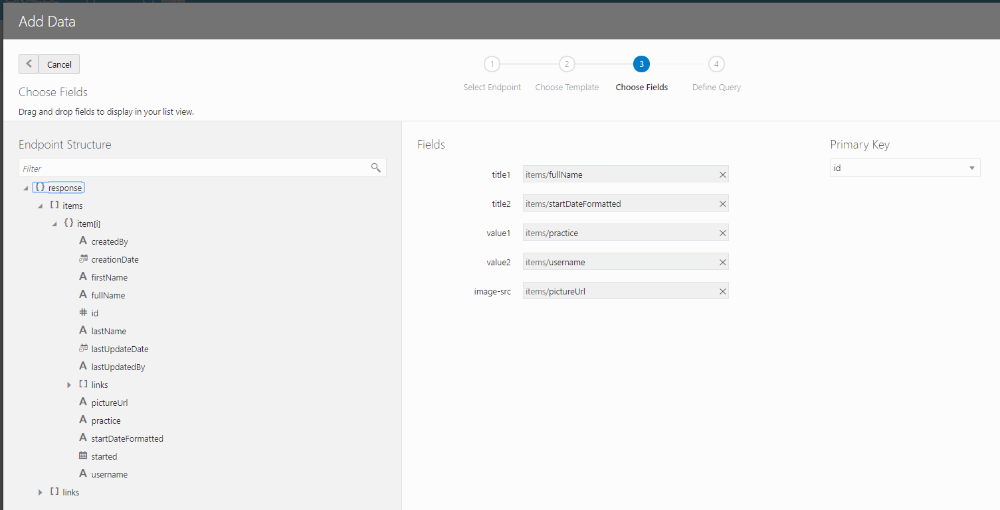 Add Data
Cancel
1 2 3 4
Select Endpoint Choose Template Choose Fields Define Query
Choose Fields
Drag and drop fields to display in your list view.
Endpoint Structure
Filter
{} response
[] items
{} item[i]
A createdBy
creationDate
A firstName
A fullName
# id
A lastName
lastUpdateDate
A lastUpdatedBy
[] links
A pictureUrl
A practice
A startDateFormatted
started
A username
[] links
Fields
title1 items/fullName
title2 items/startDateFormatted
value1 items/practice
value2 items/username
image-src items/pictureUrl
Primary Key
id